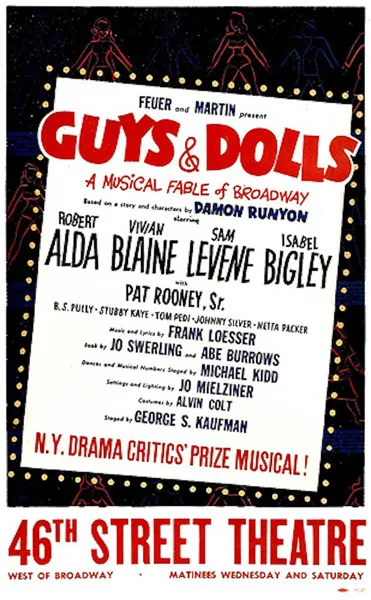 FEUER and MARTIN present
GUYS & DOLLS
A MUSICAL FABLE of BROADWAY
Based on a story and characters by DAMON RUNYON
starring
ROBERT ALDA
VIVIAN BLAINE
SAM LEVENE
ISABEL BIGLEY
with
PAT ROONEY, Sr.
B.S. PULLY - STUBBY KAYE - TOM PEDI - JOHNNY SILVER - NETTA PACKER
Music and Lyrics by FRANK LOESSER
Book by JO SWERLING and ABE BURROWS
Dances and Musical Numbers Staged by MICHAEL KIDD
Settings and Lighting by JO MIELZINER
Costumes by ALVIN COLT
Staged by GEORGE S. KAUFMAN
N.Y. DRAMA CRITICS' PRIZE MUSICAL!
46TH STREET THEATRE
WEST OF BROADWAY · MATINEES WEDNESDAY AND SATURDAY